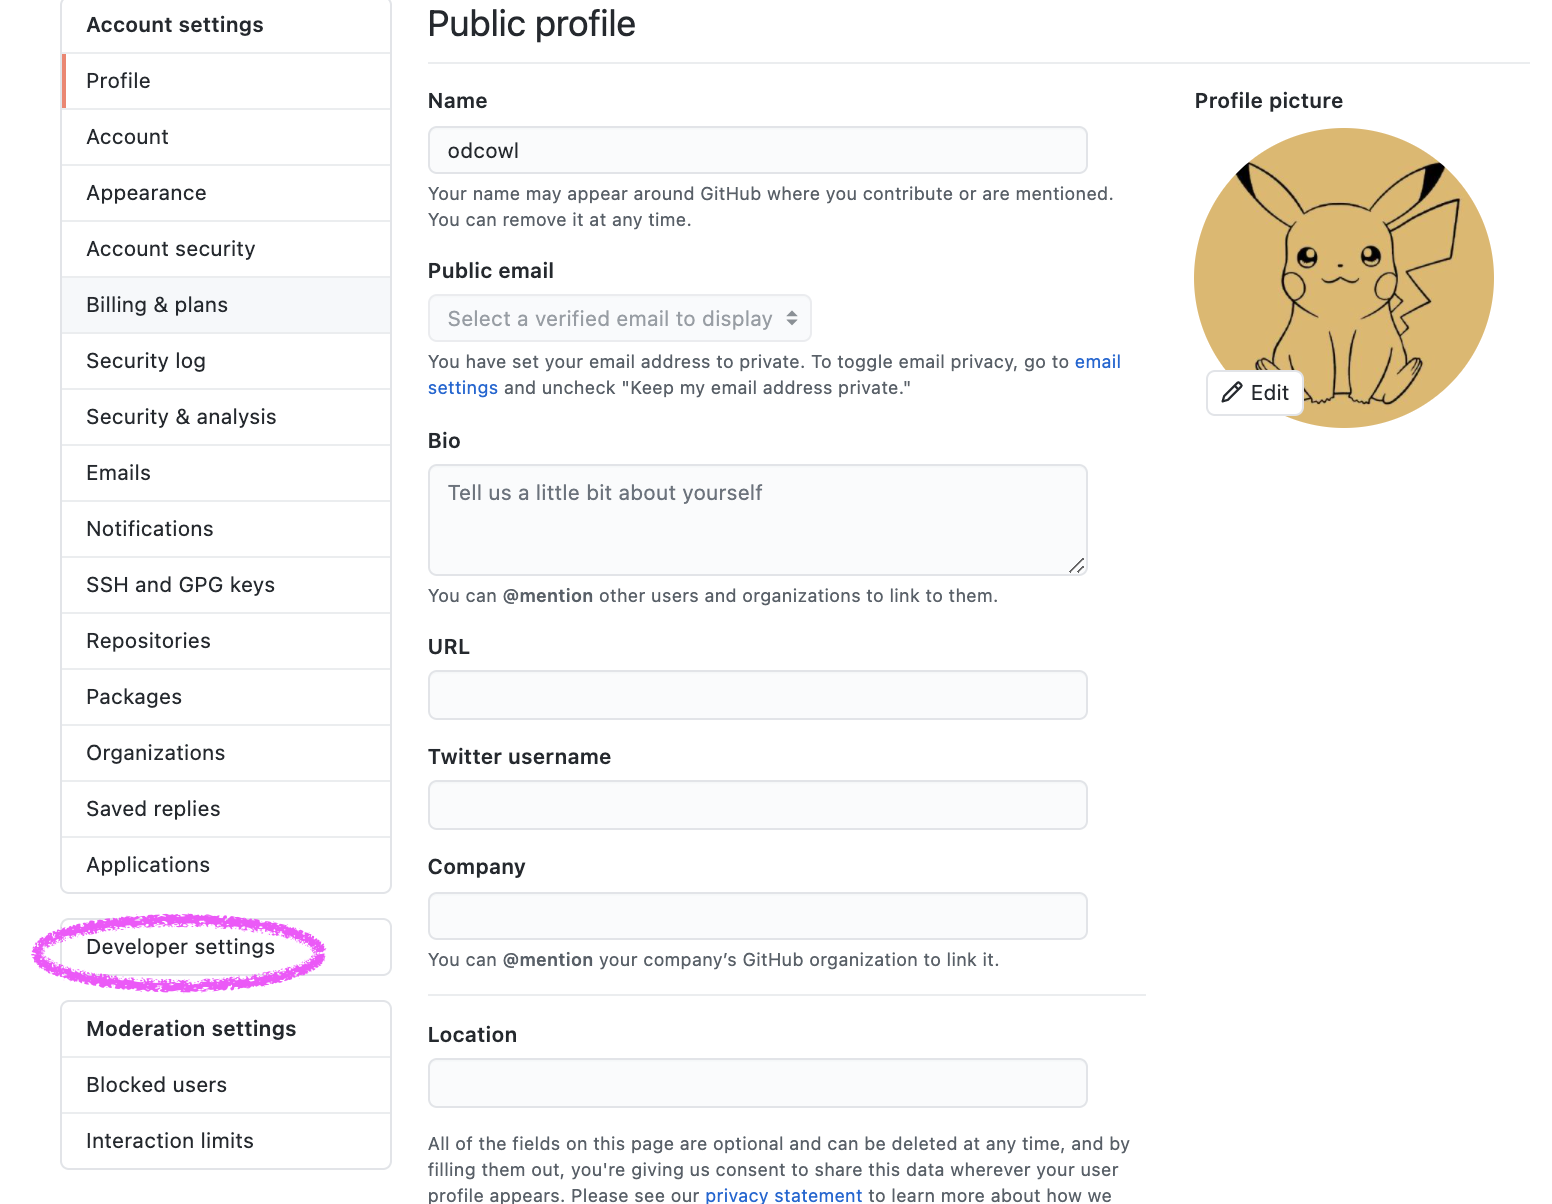 Account settings
Profile
Account
Appearance
Account security
Billing & plans
Security log
Security & analysis
Emails
Notifications
SSH and GPG keys
Repositories
Packages
Organizations
Saved replies
Applications
Developer settings
Moderation settings
Blocked users
Interaction limits
Public profile
Name
odcowl
Your name may appear around GitHub where you contribute or are mentioned.
You can remove it at any time.
Public email
Select a verified email to display
You have set your email address to private. To toggle email privacy, go to email
settings and uncheck "Keep my email address private."
Bio
Tell us a little bit about yourself
You can @mention other users and organizations to link to them.
URL
Twitter username
Company
You can @mention your company’s GitHub organization to link it.
Location
All of the fields on this page are optional and can be deleted at any time, and by
filling them out, you're giving us consent to share this data wherever your user
profile appears. Please see our privacy statement to learn more about how we
Profile picture
Edit